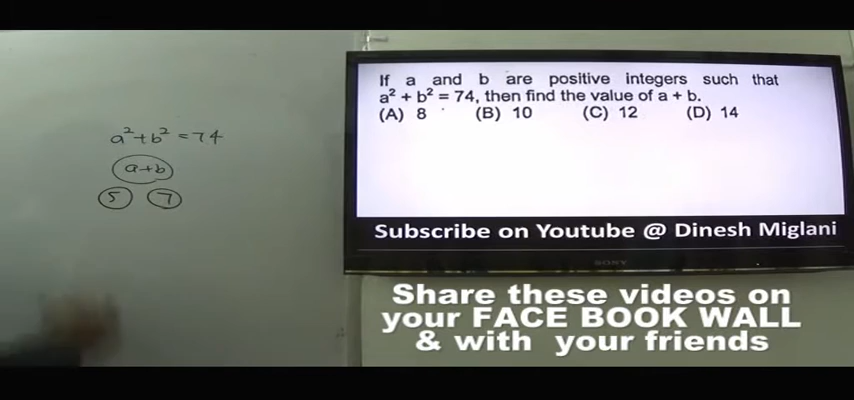 a² + b² = 74
a+b
5 7
If a and b are positive integers such that
a² + b² = 74, then find the value of a + b.
(A) 8 (B) 10 (C) 12 (D) 14
Subscribe on Youtube @ Dinesh Miglani
SONY
Share these videos on
your FACE BOOK WALL
& with your friends